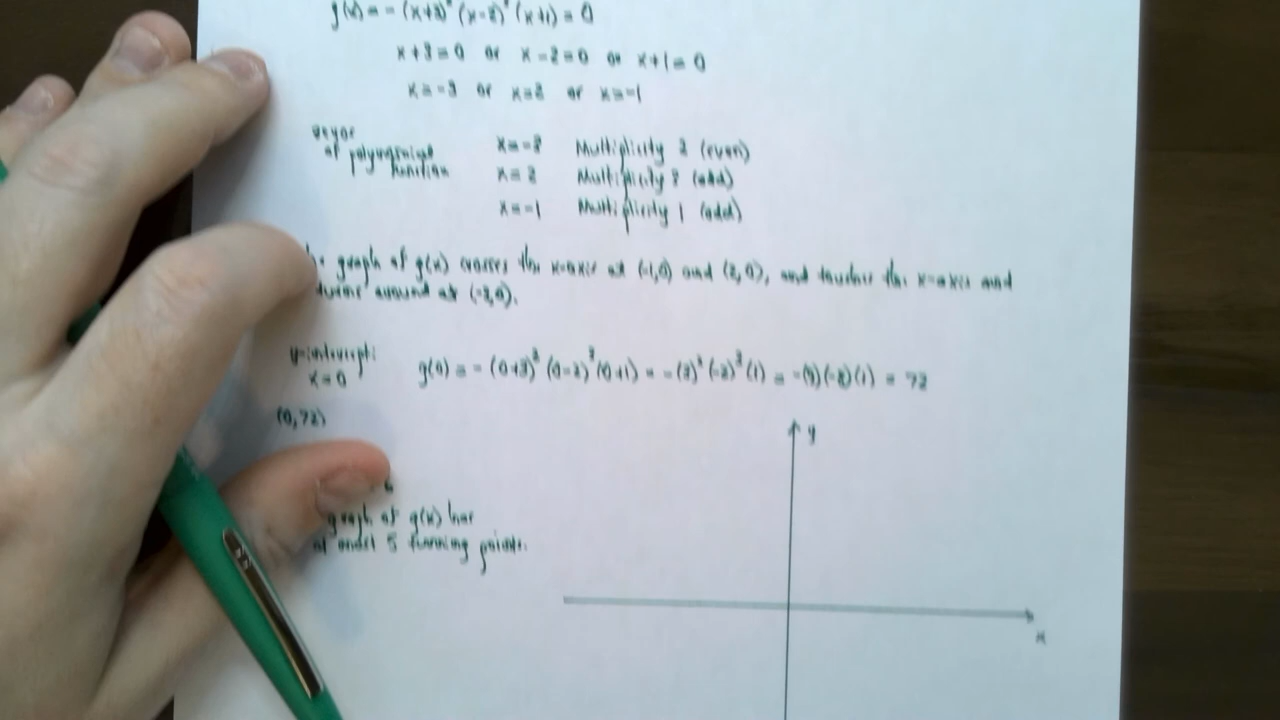 g(x) = - (x+3)² (x-2)³ (x+1) = 0
x+3=0 or x-2=0 or x+1=0
x=-3 or x=2 or x=-1
zeros
of polynomial
function
x=-3 Multiplicity 2 (even)
x=2 Multiplicity 3 (odd)
x=-1 Multiplicity 1 (odd)
graph of g(x) crosses the x-axis at (-1,0) and (2,0), and touches the x-axis and
turns around at (-3,0).
y-intercept:
x=0
g(0) = - (0+3)² (0-2)³ (0+1) = - (3)² (-2)³ (1) = -(9)(-8)(1) = 72
(0,72)
graph of g(x) has
at most 5 turning points.
y
x